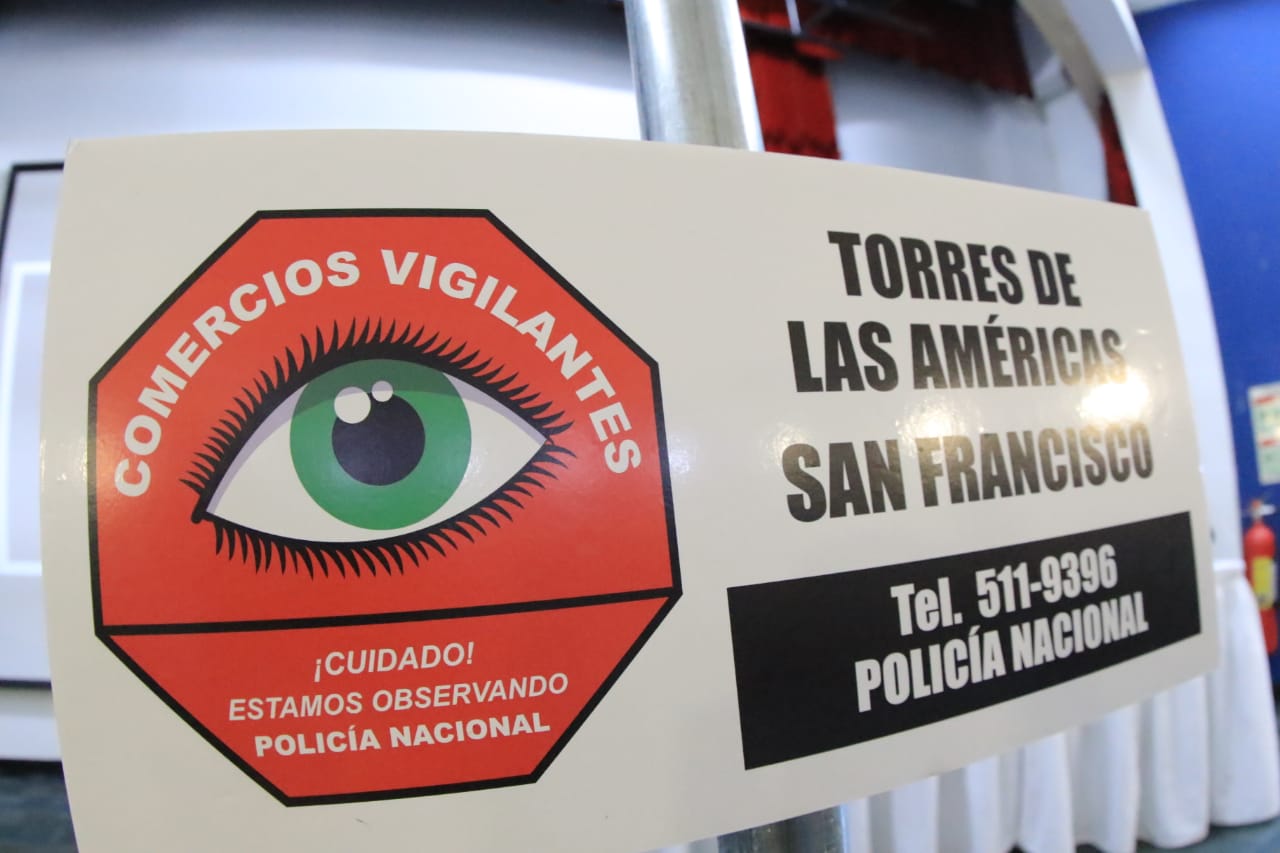 COMERCIOS VIGILANTES
¡CUIDADO!
ESTAMOS OBSERVANDO
POLICÍA NACIONAL
TORRES DE
LAS AMÉRICAS
SAN FRANCISCO
Tel. 511-9396
POLICÍA NACIONAL